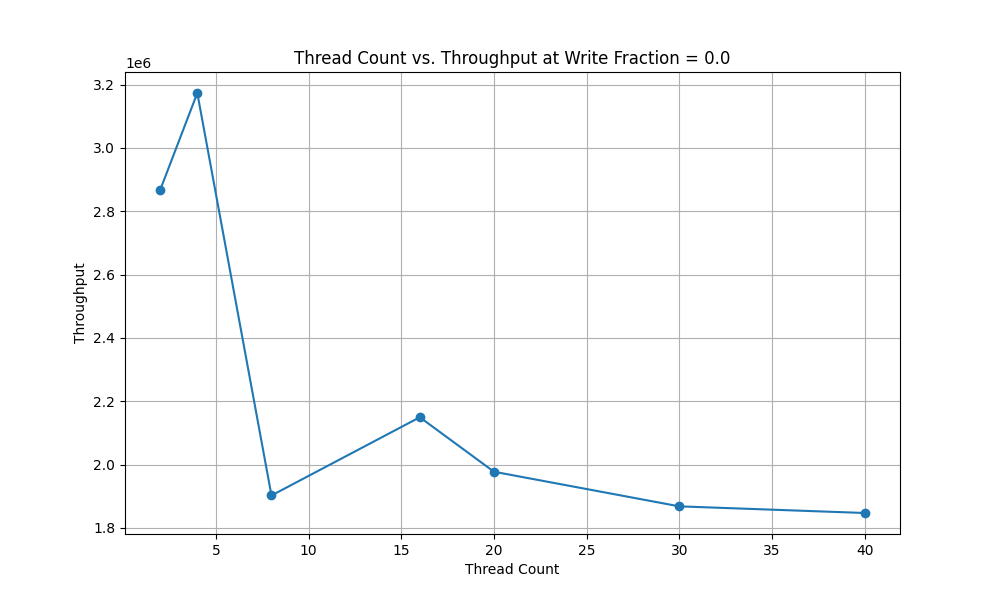 Thread Count vs. Throughput at Write Fraction = 0.0
1e6
3.2
3.0
2.8
2.6
2.4
2.2
2.0
1.8
Throughput
5 10 15 20 25 30 35 40
Thread Count